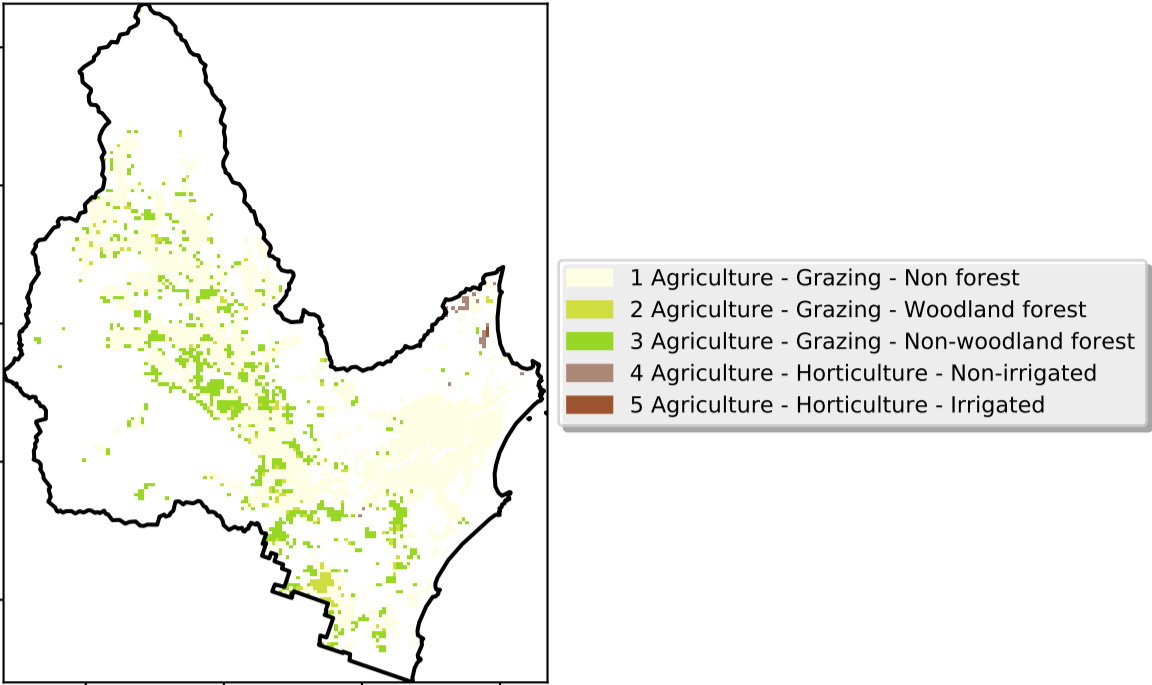 1 Agriculture - Grazing - Non forest
2 Agriculture - Grazing - Woodland forest
3 Agriculture - Grazing - Non-woodland forest
4 Agriculture - Horticulture - Non-irrigated
5 Agriculture - Horticulture - Irrigated